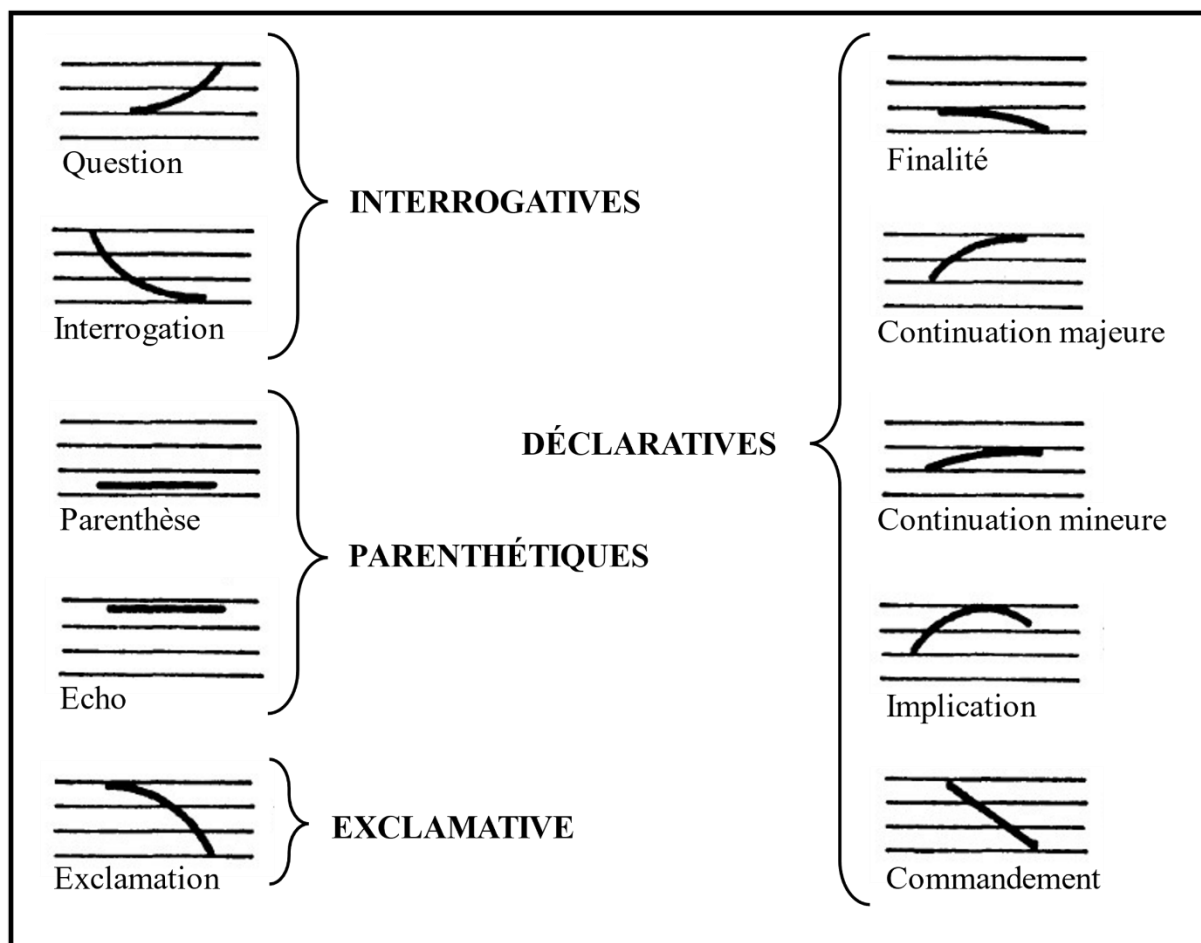 Question
INTERROGATIVES
Interrogation
Parenthèse
PARENTHÉTIQUES
Echo
EXCLAMATIVE
Exclamation
DÉCLARATIVES
Finalité
Continuation majeure
Continuation mineure
Implication
Commandement